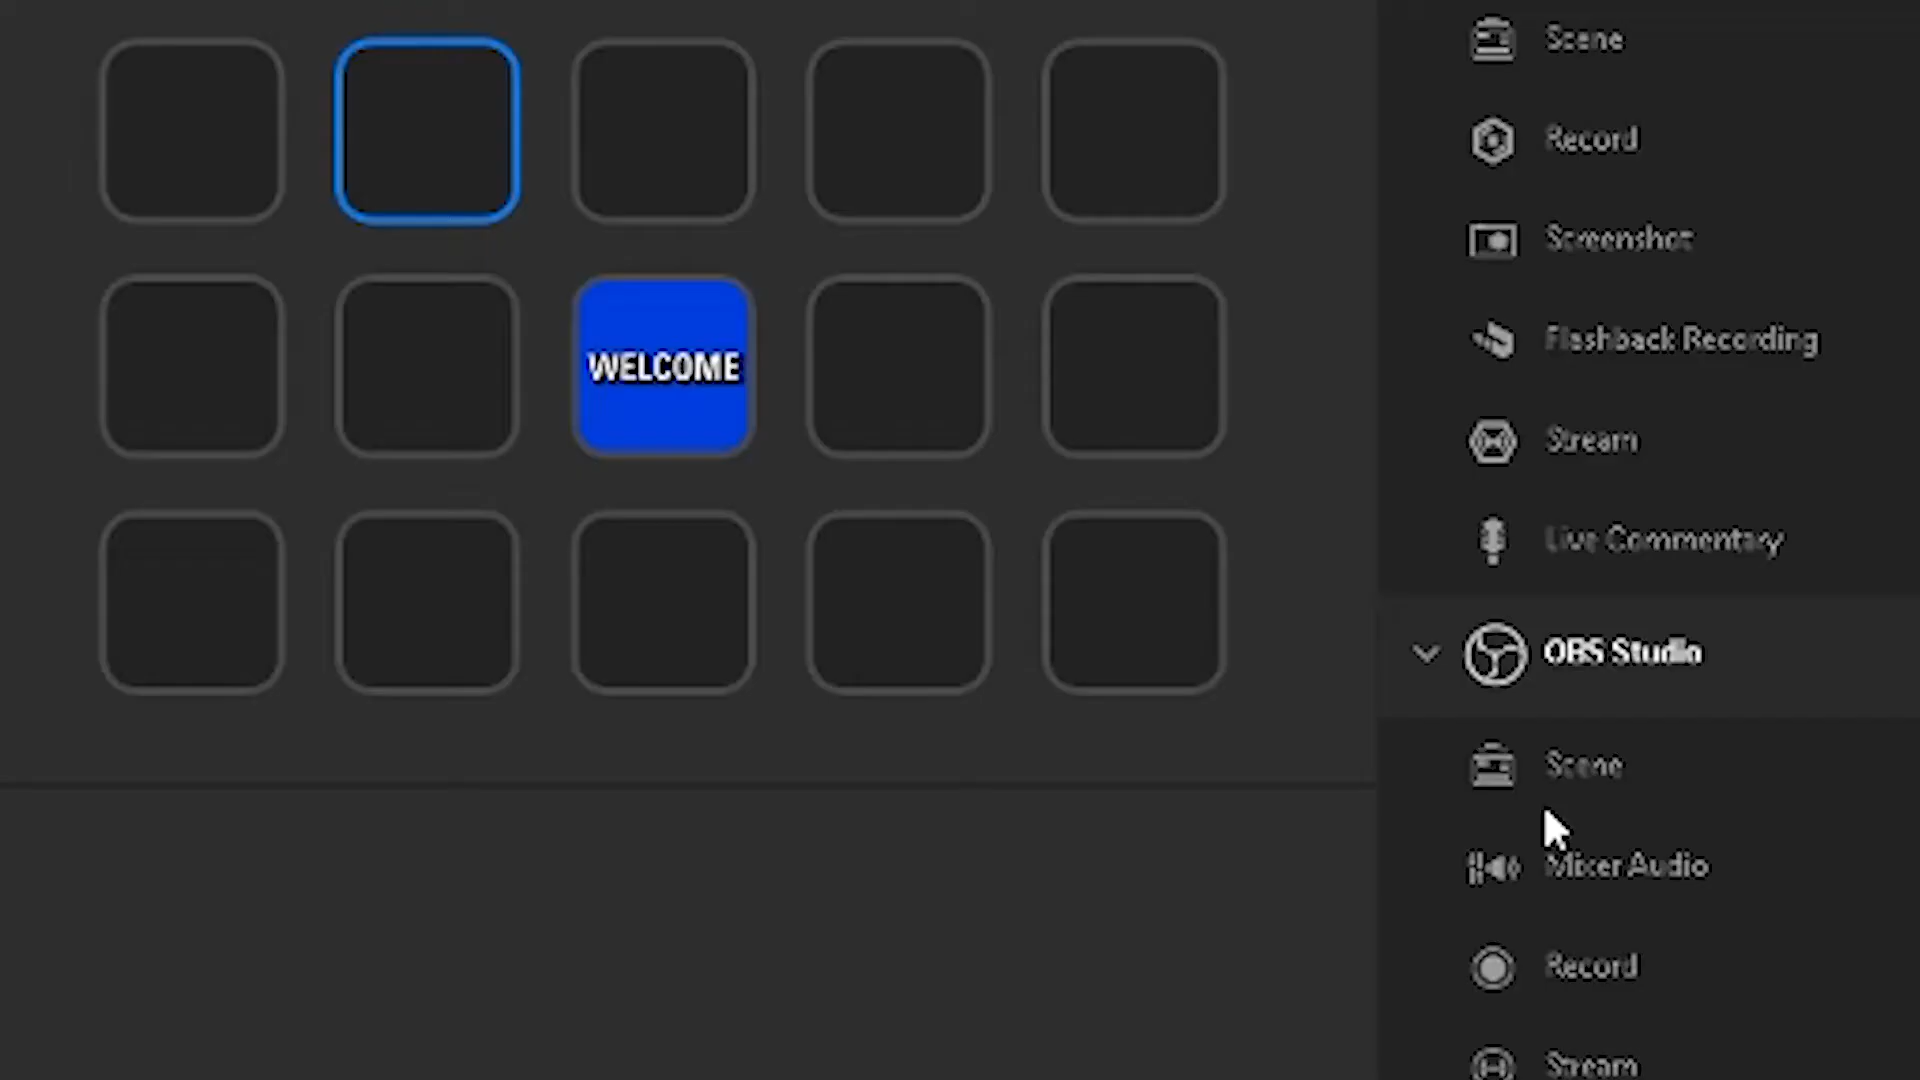 Scene
Record
Screenshot
Flashback Recording
Stream
WELCOME
Live Commentary
OBS Studio
Scene
Mixer Audio
Record
Stream